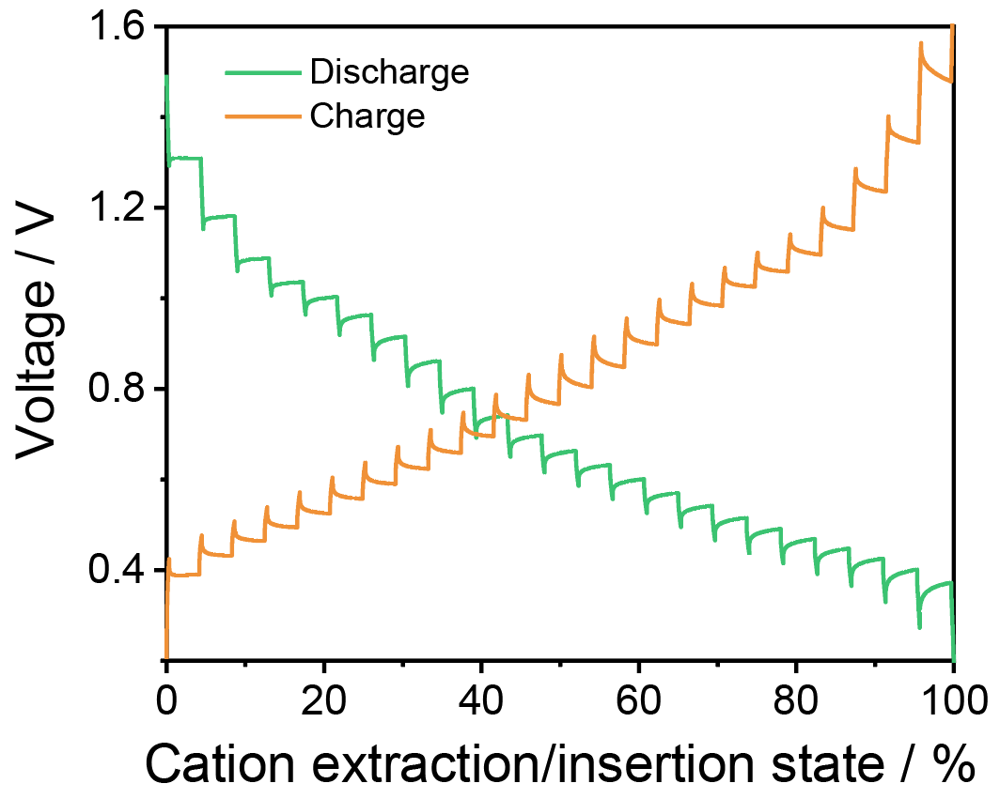 1.6
1.2
0.8
0.4
Voltage / V
Discharge
Charge
0 20 40 60 80 100
Cation extraction/insertion state / %